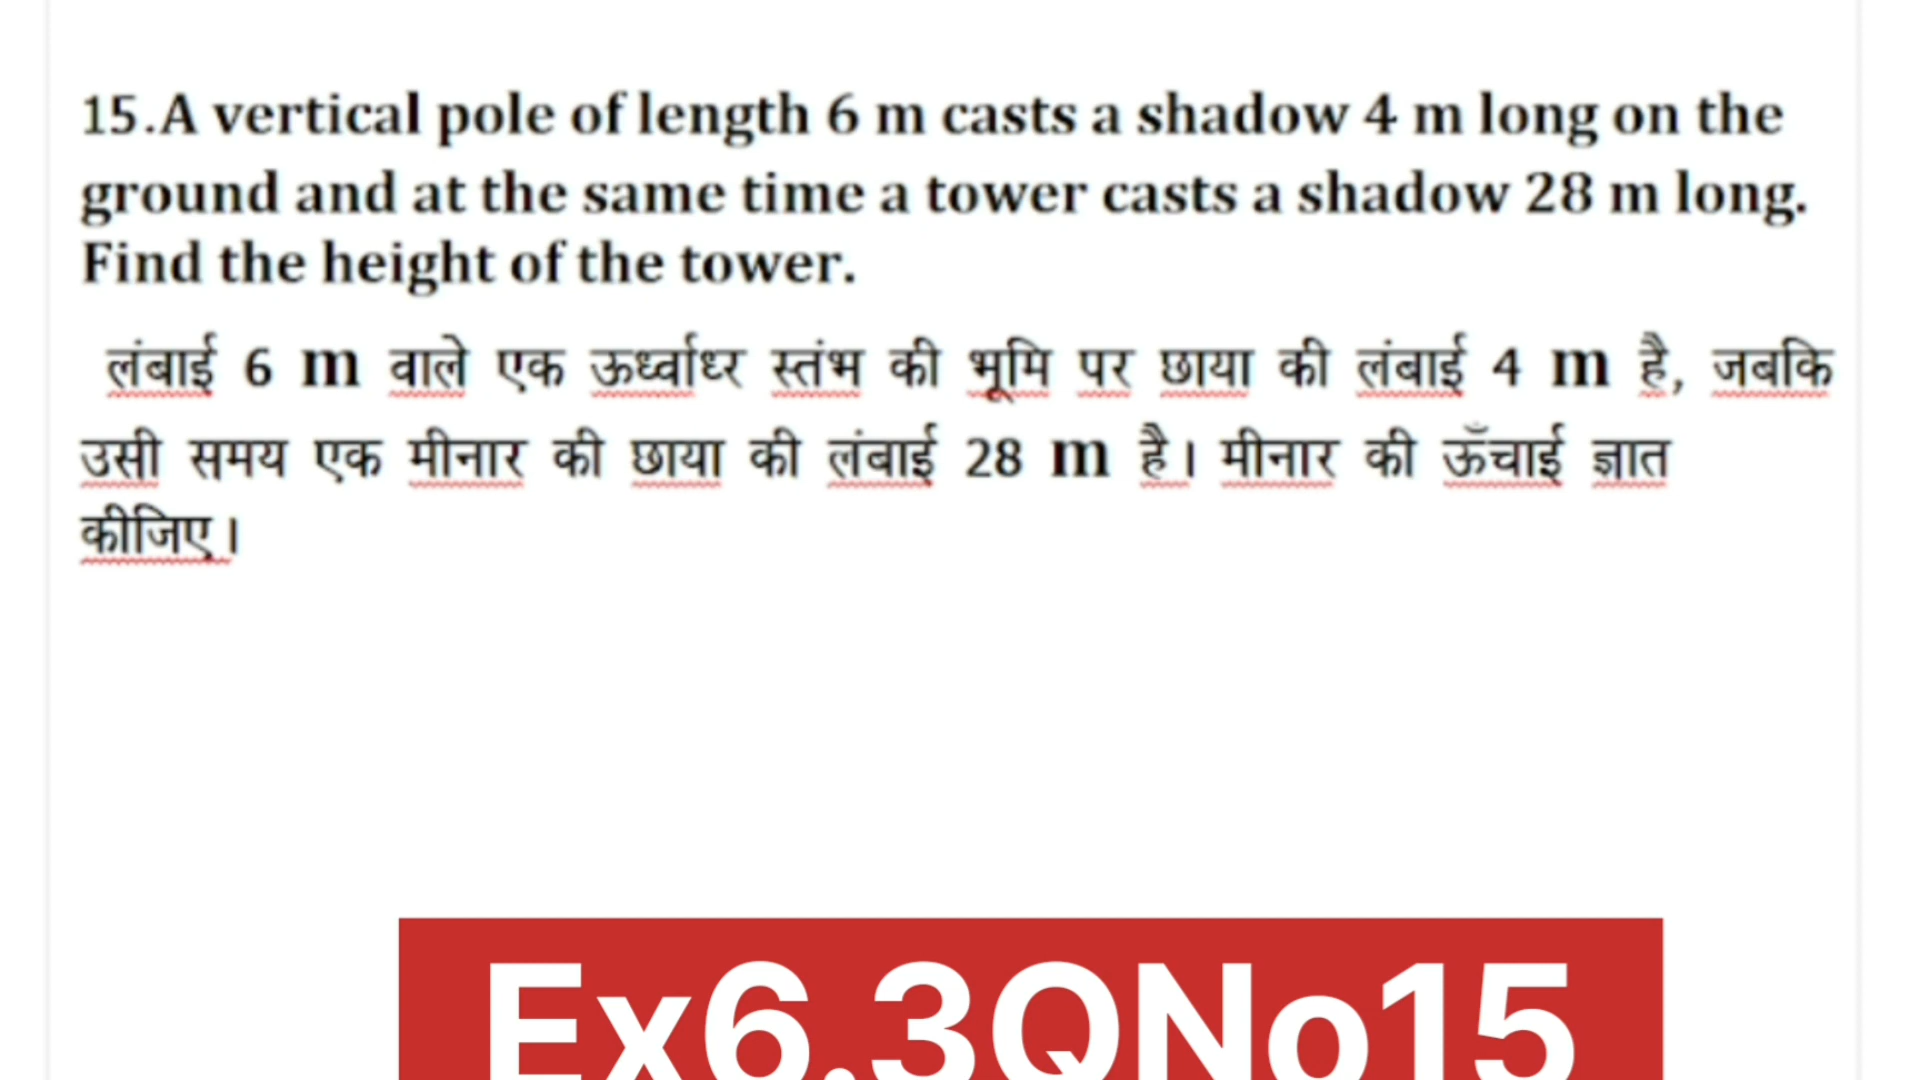 15.A vertical pole of length 6 m casts a shadow 4 m long on the
ground and at the same time a tower casts a shadow 28 m long.
Find the height of the tower.
लंबाई 6 m वाले एक ऊर्ध्वाध्र स्तंभ की भूमि पर छाया की लंबाई 4 m है, जबकि
उसी समय एक मीनार की छाया की लंबाई 28 m है। मीनार की ऊँचाई ज्ञात
कीजिए।
Ex6.3QNo15